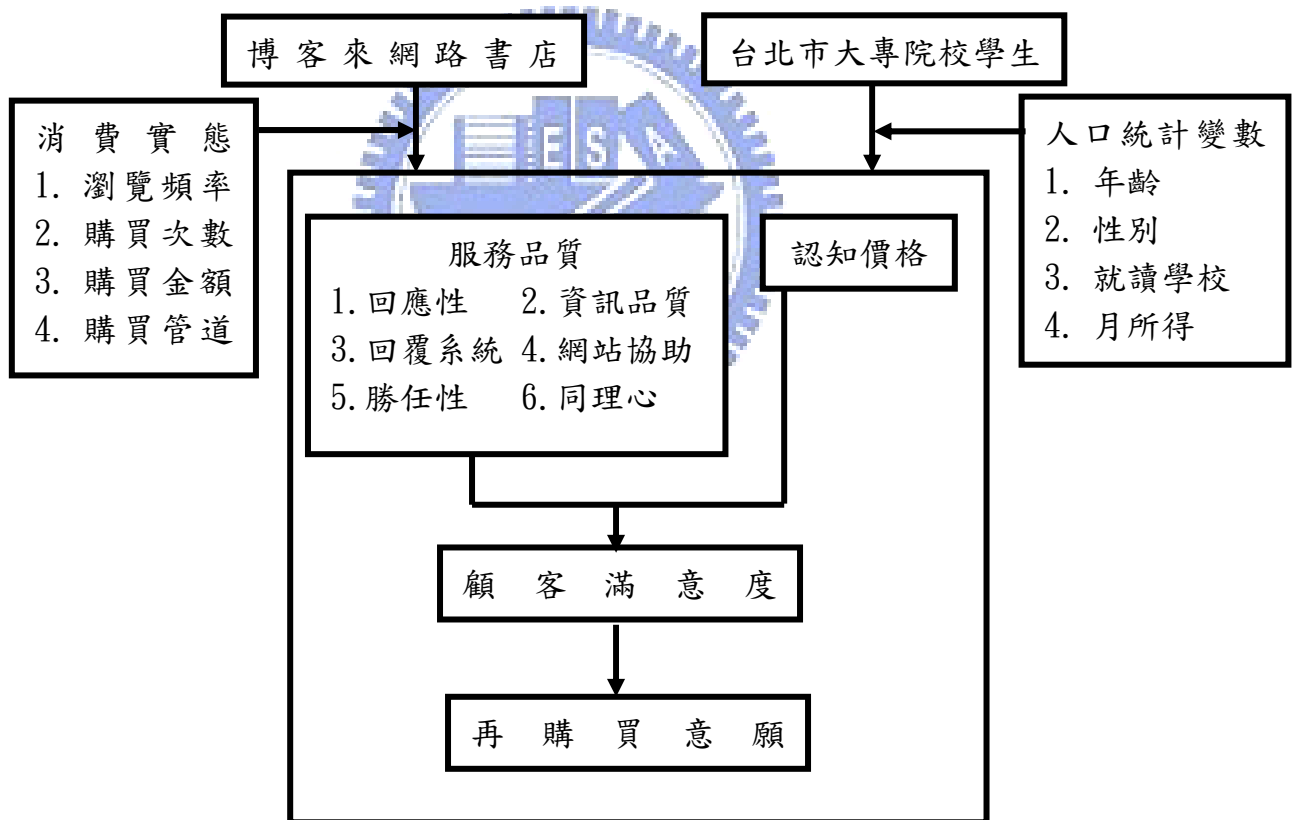 博客來網路書店
台北市大專院校學生
消費實態
1. 瀏覽頻率
2. 購買次數
3. 購買金額
4. 購買管道
人口統計變數
1. 年齡
2. 性別
3. 就讀學校
4. 月所得
服務品質
1.回應性 2.資訊品質
3.回覆系統 4.網站協助
5.勝任性 6.同理心
認知價格
顧客滿意度
再購買意願
ESA